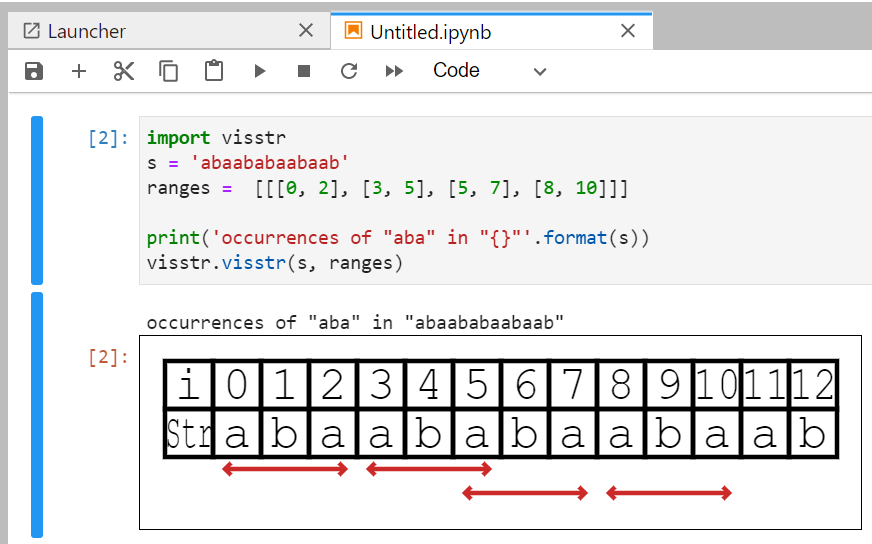 Launcher
Untitled.ipynb
Code
[2]:
import visstr
s = 'abaababaabaab'
ranges =  [[[0, 2], [3, 5], [5, 7], [8, 10]]]
print('occurrences of "aba" in "{}"'.format(s))
visstr.visstr(s, ranges)
occurrences of "aba" in "abaababaabaab"
[2]:
i 0 1 2 3 4 5 6 7 8 9 10 11 12
Str a b a a b a b a a b a a b